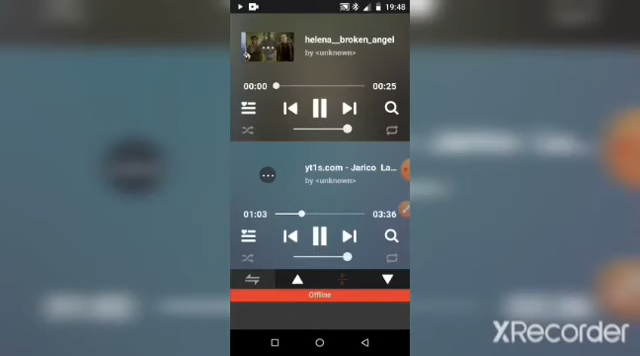 19:48
helena__broken_angel
by <unknown>
00:00
00:25
yt1s.com - Jarico La...
by <unknown>
01:03
03:36
Offline
XRecorder